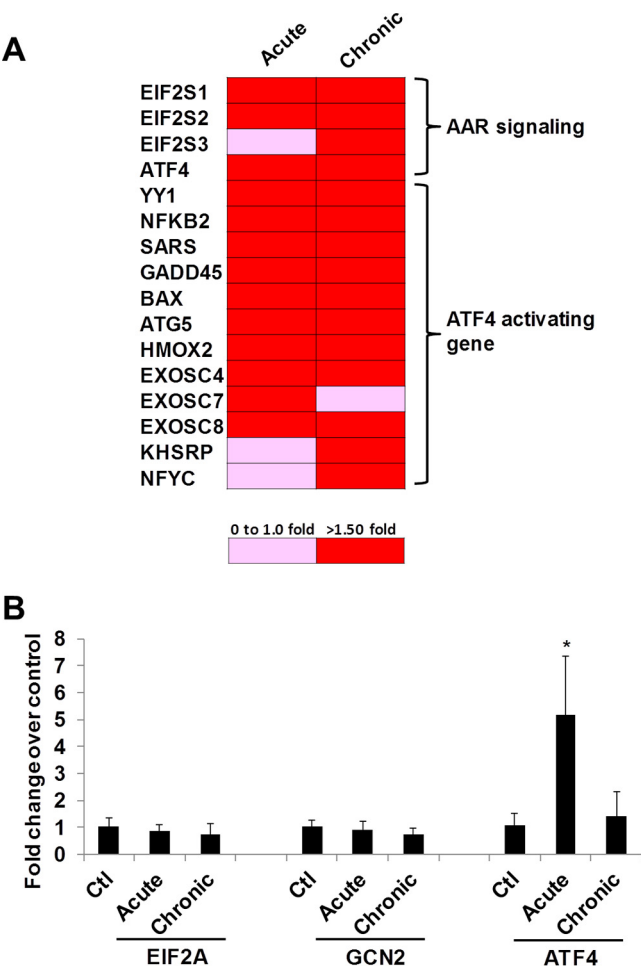 A
Acute Chronic
EIF2S1
EIF2S2
EIF2S3
ATF4
YY1
NFKB2
SARS
GADD45
BAX
ATG5
HMOX2
EXOSC4
EXOSC7
EXOSC8
KHSRP
NFYC
AAR signaling
ATF4 activating
gene
0 to 1.0 fold >1.50 fold
B
Fold change over control
8
7
6
5
4
3
2
1
0
*
Ctl Acute Chronic Ctl Acute Chronic Ctl Acute Chronic
EIF2A GCN2 ATF4